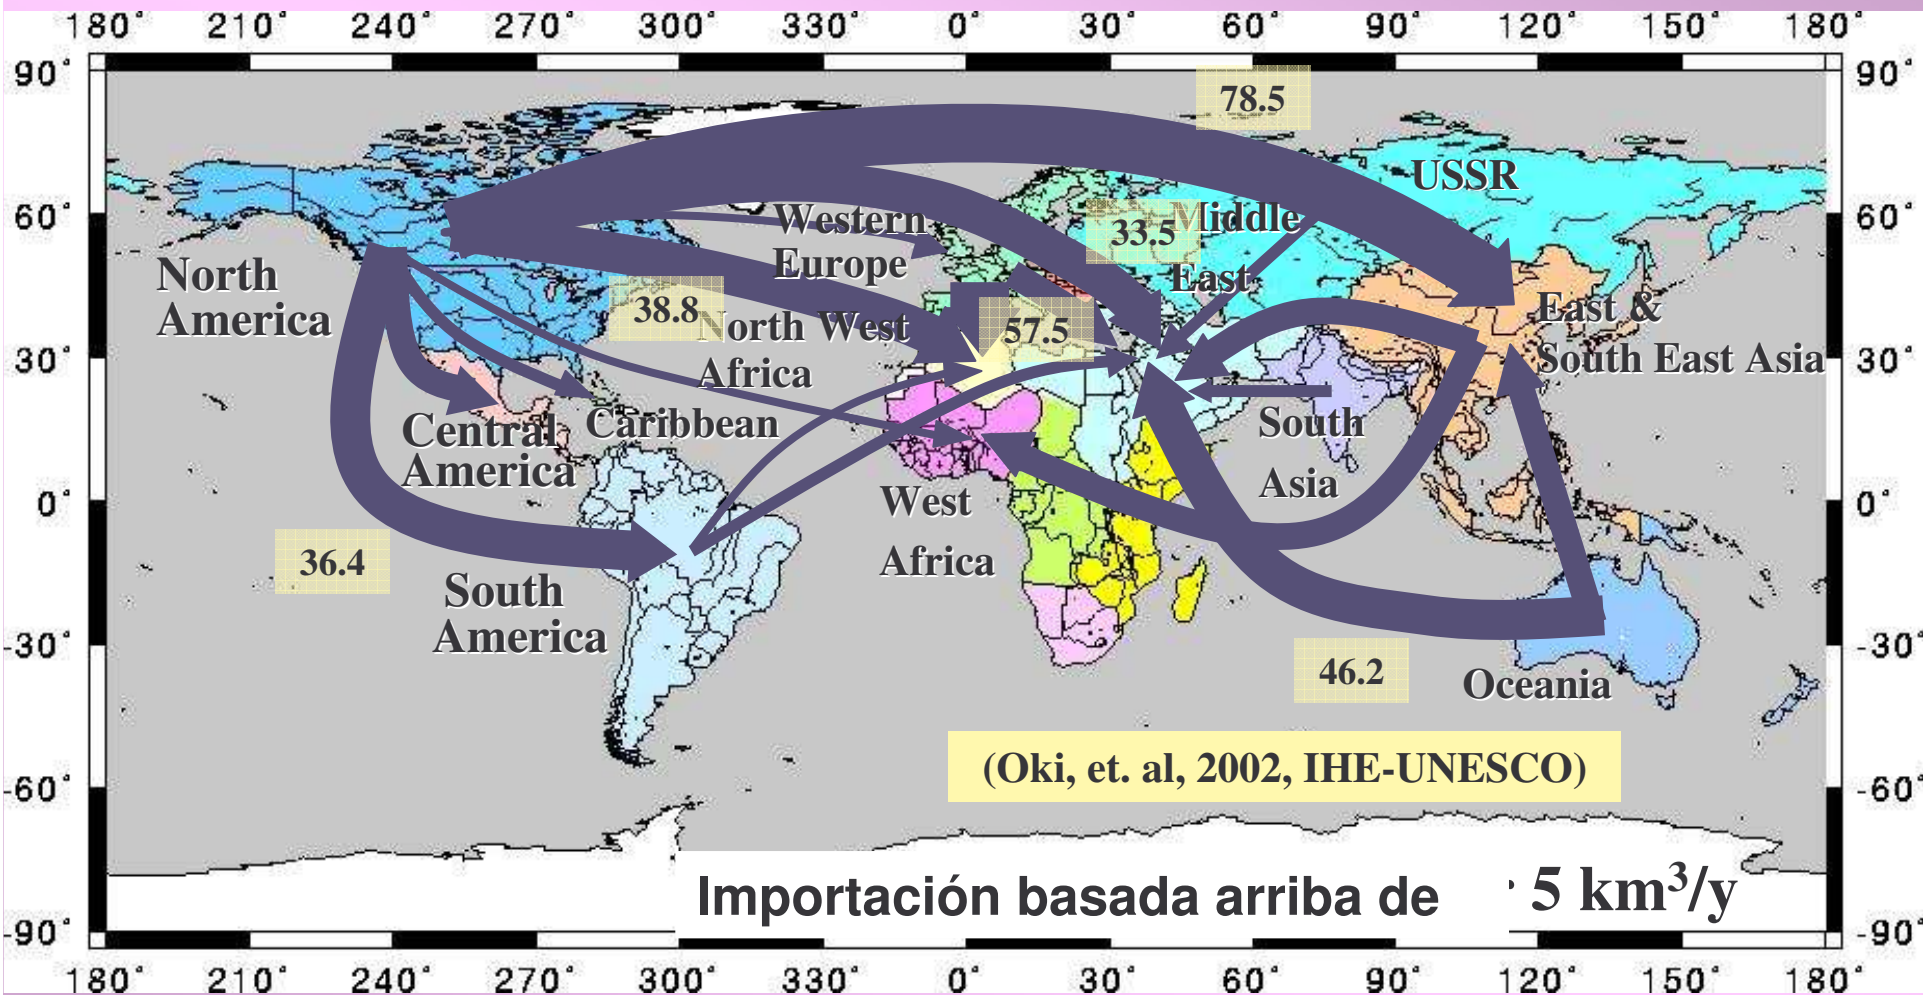 180° 210° 240° 270° 300° 330° 0° 30° 60° 90° 120° 150° 180°
90° 90°
78.5
USSR
60° 60°
Western
Europe
33.5
Middle
East
North
America
38.8
North West
Africa
57.5
East &
South East Asia
30° 30°
Central
America
Caribbean
South
Asia
West
Africa
0° 0°
36.4
South
America
-30° -30°
46.2
Oceania
(Oki, et. al, 2002, IHE-UNESCO)
-60° -60°
Importación basada arriba de 5 km³/y
-90° -90°
180° 210° 240° 270° 300° 330° 0° 30° 60° 90° 120° 150° 180°